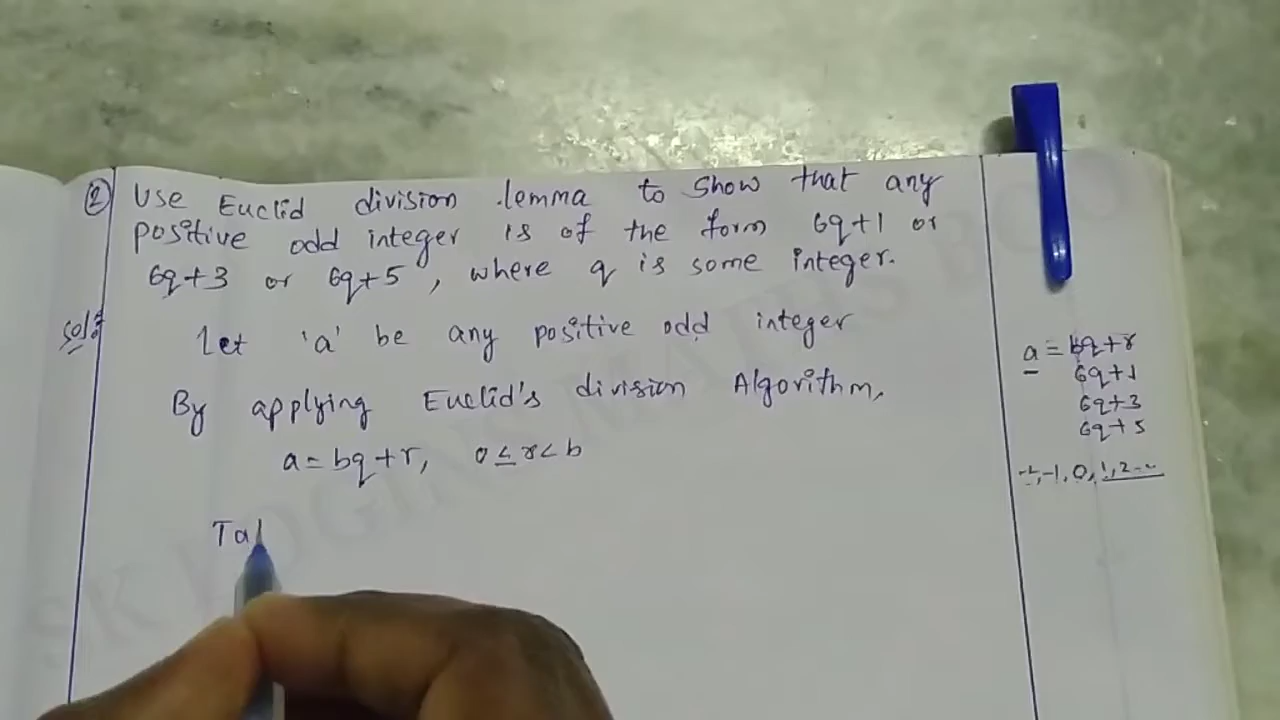 ② Use Euclid division lemma to show that any
positive odd integer is of the form 6q+1 or
6q+3 or 6q+5, where q is some integer.
Let 'a' be any positive odd integer
By applying Euclid's division Algorithm,
a = bq+r, 0 ≤ r < b
Ta
a = bq+r
6q+1
6q+3
6q+5
-2, -1, 0, 1, 2 --